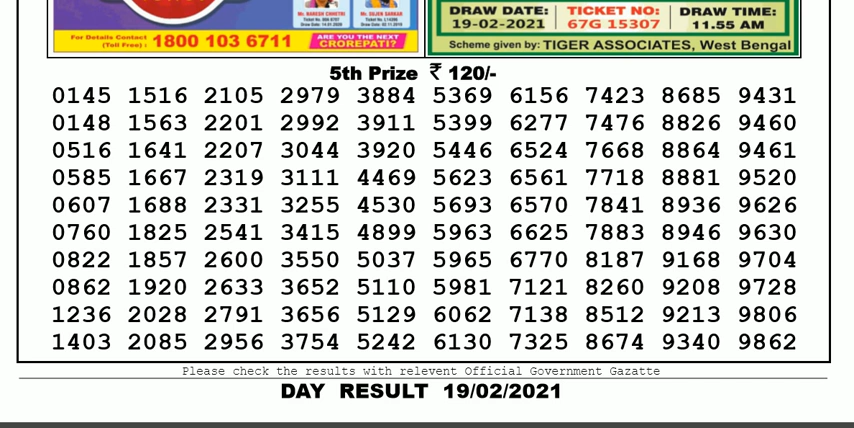 Mr. NARESH CHHETRI
Mr. SUJEN SARKAR
For Details Contact
(Toll Free) : 1800 103 6711
ARE YOU THE NEXT
CROREPATI?
DRAW DATE:
19-02-2021
TICKET NO:
67G 15307
DRAW TIME:
11.55 AM
Scheme given by: TIGER ASSOCIATES, West Bengal
5th Prize ₹ 120/-
0145 1516 2105 2979 3884 5369 6156 7423 8685 9431
0148 1563 2201 2992 3911 5399 6277 7476 8826 9460
0516 1641 2207 3044 3920 5446 6524 7668 8864 9461
0585 1667 2319 3111 4469 5623 6561 7718 8881 9520
0607 1688 2331 3255 4530 5693 6570 7841 8936 9626
0760 1825 2541 3415 4899 5963 6625 7883 8946 9630
0822 1857 2600 3550 5037 5965 6770 8187 9168 9704
0862 1920 2633 3652 5110 5981 7121 8260 9208 9728
1236 2028 2791 3656 5129 6062 7138 8512 9213 9806
1403 2085 2956 3754 5242 6130 7325 8674 9340 9862
Please check the results with relevent Official Government Gazatte
DAY RESULT 19/02/2021